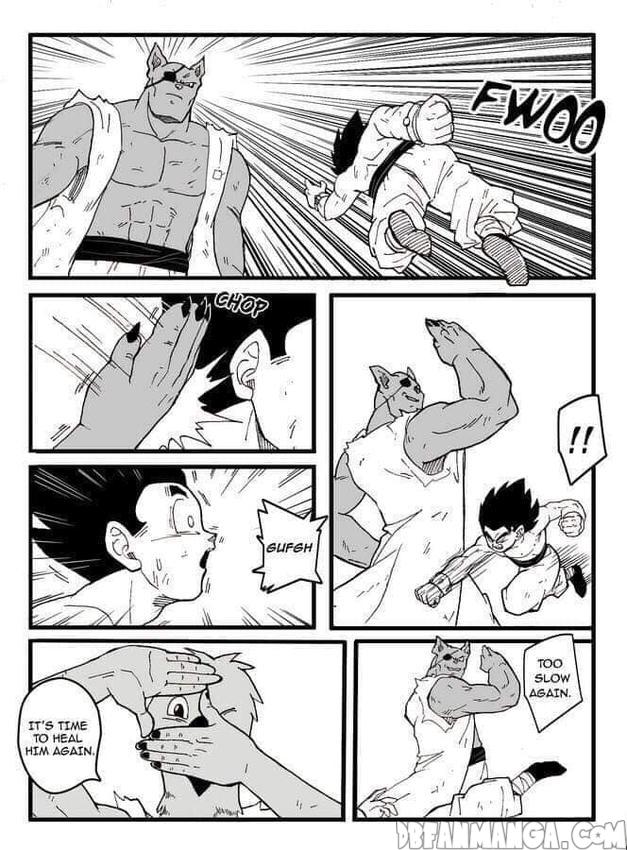 FWOO
CHOP
!!
GUFGH
TOO
SLOW
AGAIN.
IT'S TIME
TO HEAL
HIM AGAIN.
DBFANMANGA.COM